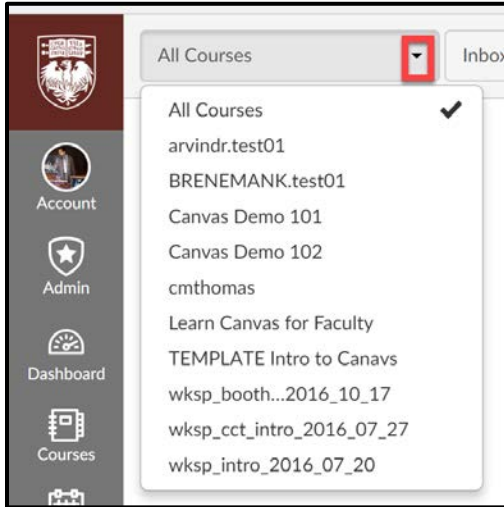 All Courses
Inbox
All Courses
arvindr.test01
BRENEMANK.test01
Canvas Demo 101
Canvas Demo 102
cmthomas
Learn Canvas for Faculty
TEMPLATE Intro to Canavs
wksp_booth...2016_10_17
wksp_cct_intro_2016_07_27
wksp_intro_2016_07_20
Account
Admin
Dashboard
Courses